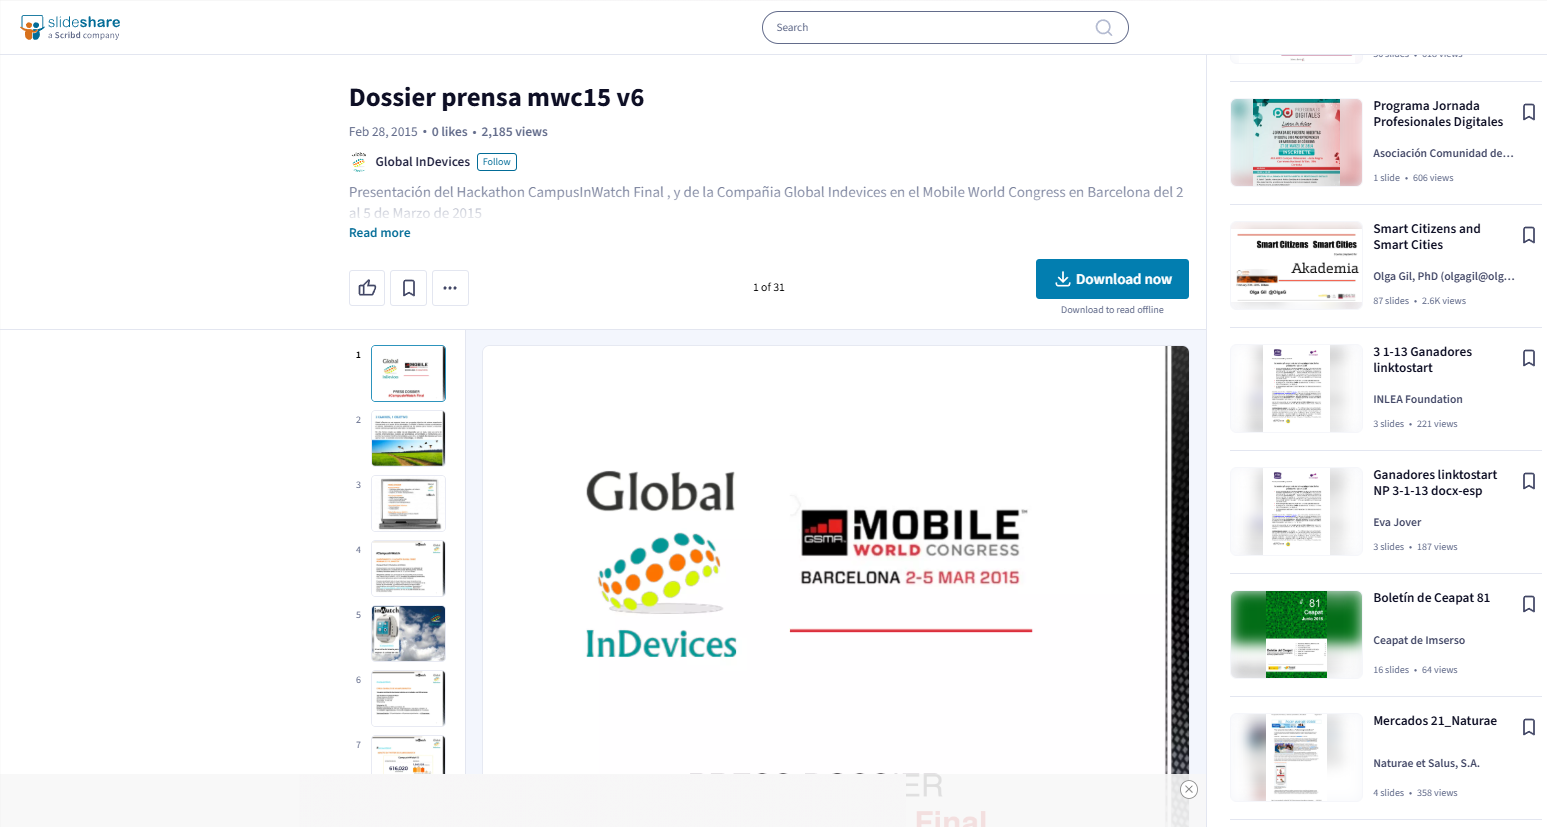 slideshare
a Scribd company
Search
Dossier prensa mwc15 v6
Feb 28, 2015 • 0 likes • 2,185 views
Global InDevices Follow
Presentación del Hackathon CampusInWatch Final , y de la Compañia Global Indevices en el Mobile World Congress en Barcelona del 2
al 5 de Marzo de 2015
Read more
1 of 31
Download now
Download to read offline
1
2
3
4
5
6
7
616,020
Global
InDevices
GSMA
MOBILE
WORLD CONGRESS
BARCELONA 2-5 MAR 2015
Final
Programa Jornada
Profesionales Digitales
Asociación Comunidad de...
1 slide • 606 views
Smart Citizens Smart Cities
Akademia
Olga Gil @OlgaG
Smart Citizens and
Smart Cities
Olga Gil, PhD (olgagil@olg...
87 slides • 2.6K views
3 1-13 Ganadores
linktostart
INLEA Foundation
3 slides • 221 views
Ganadores linktostart
NP 3-1-13 docx-esp
Eva Jover
3 slides • 187 views
81
Ceapat
Boletín de Ceapat 81
Ceapat de Imserso
16 slides • 64 views
Mercados 21_Naturae
Naturae et Salus, S.A.
4 slides • 358 views